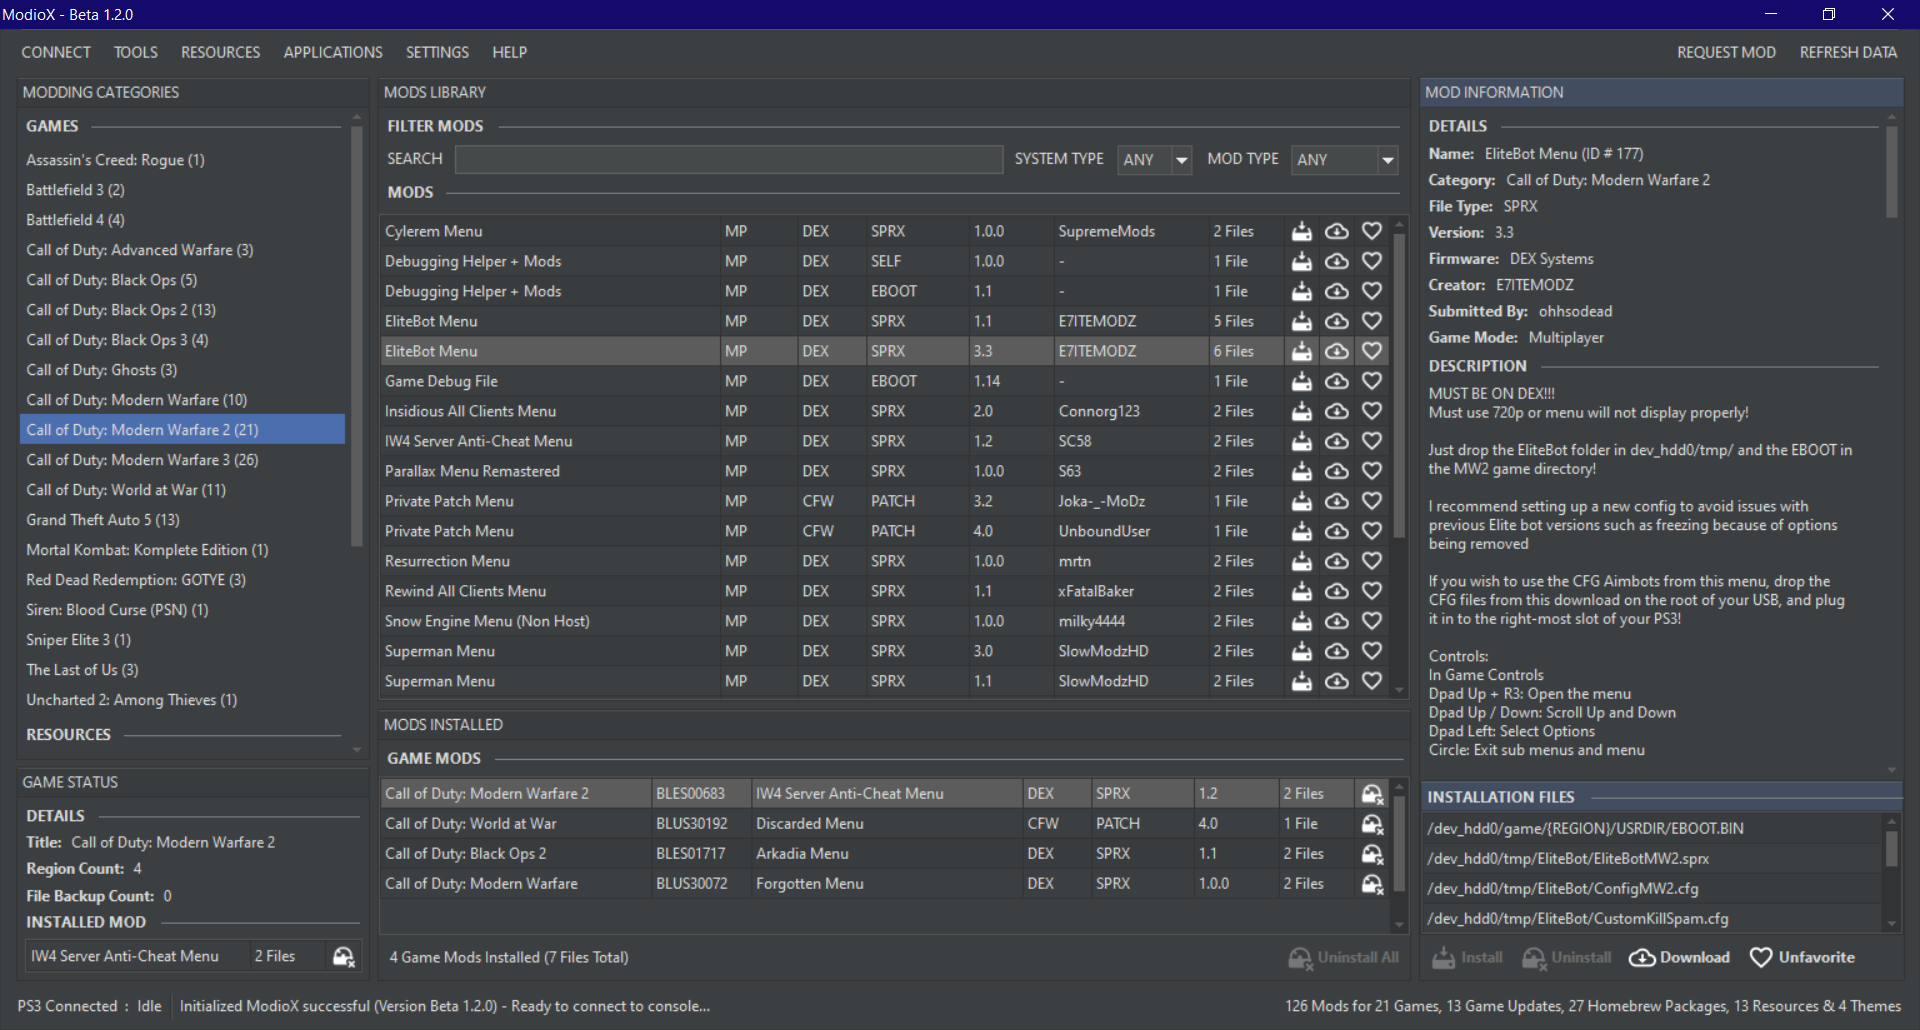 ModioX - Beta 1.2.0
CONNECT TOOLS RESOURCES APPLICATIONS SETTINGS HELP REQUEST MOD REFRESH DATA
MODDING CATEGORIES
GAMES
Assassin's Creed: Rogue (1)
Battlefield 3 (2)
Battlefield 4 (4)
Call of Duty: Advanced Warfare (3)
Call of Duty: Black Ops (5)
Call of Duty: Black Ops 2 (13)
Call of Duty: Black Ops 3 (4)
Call of Duty: Ghosts (3)
Call of Duty: Modern Warfare (10)
Call of Duty: Modern Warfare 2 (21)
Call of Duty: Modern Warfare 3 (26)
Call of Duty: World at War (11)
Grand Theft Auto 5 (13)
Mortal Kombat: Komplete Edition (1)
Red Dead Redemption: GOTYE (3)
Siren: Blood Curse (PSN) (1)
Sniper Elite 3 (1)
The Last of Us (3)
Uncharted 2: Among Thieves (1)
RESOURCES
GAME STATUS
DETAILS
Title: Call of Duty: Modern Warfare 2
Region Count: 4
File Backup Count: 0
INSTALLED MOD
IW4 Server Anti-Cheat Menu 2 Files
MODS LIBRARY
FILTER MODS
SEARCH SYSTEM TYPE ANY MOD TYPE ANY
MODS
Cylerem Menu MP DEX SPRX 1.0.0 SupremeMods 2 Files
Debugging Helper + Mods MP DEX SELF 1.0.0 - 1 File
Debugging Helper + Mods MP DEX EBOOT 1.1 - 1 File
EliteBot Menu MP DEX SPRX 1.1 E7ITEMODZ 5 Files
EliteBot Menu MP DEX SPRX 3.3 E7ITEMODZ 6 Files
Game Debug File MP DEX EBOOT 1.14 - 1 File
Insidious All Clients Menu MP DEX SPRX 2.0 Connorg123 2 Files
IW4 Server Anti-Cheat Menu MP DEX SPRX 1.2 SC58 2 Files
Parallax Menu Remastered MP DEX SPRX 1.0.0 S63 2 Files
Private Patch Menu MP CFW PATCH 3.2 Joka-_-MoDz 1 File
Private Patch Menu MP CFW PATCH 4.0 UnboundUser 1 File
Resurrection Menu MP DEX SPRX 1.0.0 mrtn 2 Files
Rewind All Clients Menu MP DEX SPRX 1.1 xFatalBaker 2 Files
Snow Engine Menu (Non Host) MP DEX SPRX 1.0.0 milky4444 2 Files
Superman Menu MP DEX SPRX 3.0 SlowModzHD 2 Files
Superman Menu MP DEX SPRX 1.1 SlowModzHD 2 Files
MODS INSTALLED
GAME MODS
Call of Duty: Modern Warfare 2 BLES00683 IW4 Server Anti-Cheat Menu DEX SPRX 1.2 2 Files
Call of Duty: World at War BLUS30192 Discarded Menu CFW PATCH 4.0 1 File
Call of Duty: Black Ops 2 BLES01717 Arkadia Menu DEX SPRX 1.1 2 Files
Call of Duty: Modern Warfare BLUS30072 Forgotten Menu DEX SPRX 1.0.0 2 Files
4 Game Mods Installed (7 Files Total) Uninstall All
MOD INFORMATION
DETAILS
Name: EliteBot Menu (ID # 177)
Category: Call of Duty: Modern Warfare 2
File Type: SPRX
Version: 3.3
Firmware: DEX Systems
Creator: E7ITEMODZ
Submitted By: ohhsodead
Game Mode: Multiplayer
DESCRIPTION
MUST BE ON DEX!!!
Must use 720p or menu will not display properly!
Just drop the EliteBot folder in dev_hdd0/tmp/ and the EBOOT in
the MW2 game directory!
I recommend setting up a new config to avoid issues with
previous Elite bot versions such as freezing because of options
being removed
If you wish to use the CFG Aimbots from this menu, drop the
CFG files from this download on the root of your USB, and plug
it in to the right-most slot of your PS3!
Controls:
In Game Controls
Dpad Up + R3: Open the menu
Dpad Up / Down: Scroll Up and Down
Dpad Left: Select Options
Circle: Exit sub menus and menu
INSTALLATION FILES
/dev_hdd0/game/{REGION}/USRDIR/EBOOT.BIN
/dev_hdd0/tmp/EliteBot/EliteBotMW2.sprx
/dev_hdd0/tmp/EliteBot/ConfigMW2.cfg
/dev_hdd0/tmp/EliteBot/CustomKillSpam.cfg
Install Uninstall Download Unfavorite
PS3 Connected : Idle Initialized ModioX successful (Version Beta 1.2.0) - Ready to connect to console... 126 Mods for 21 Games, 13 Game Updates, 27 Homebrew Packages, 13 Resources & 4 Themes